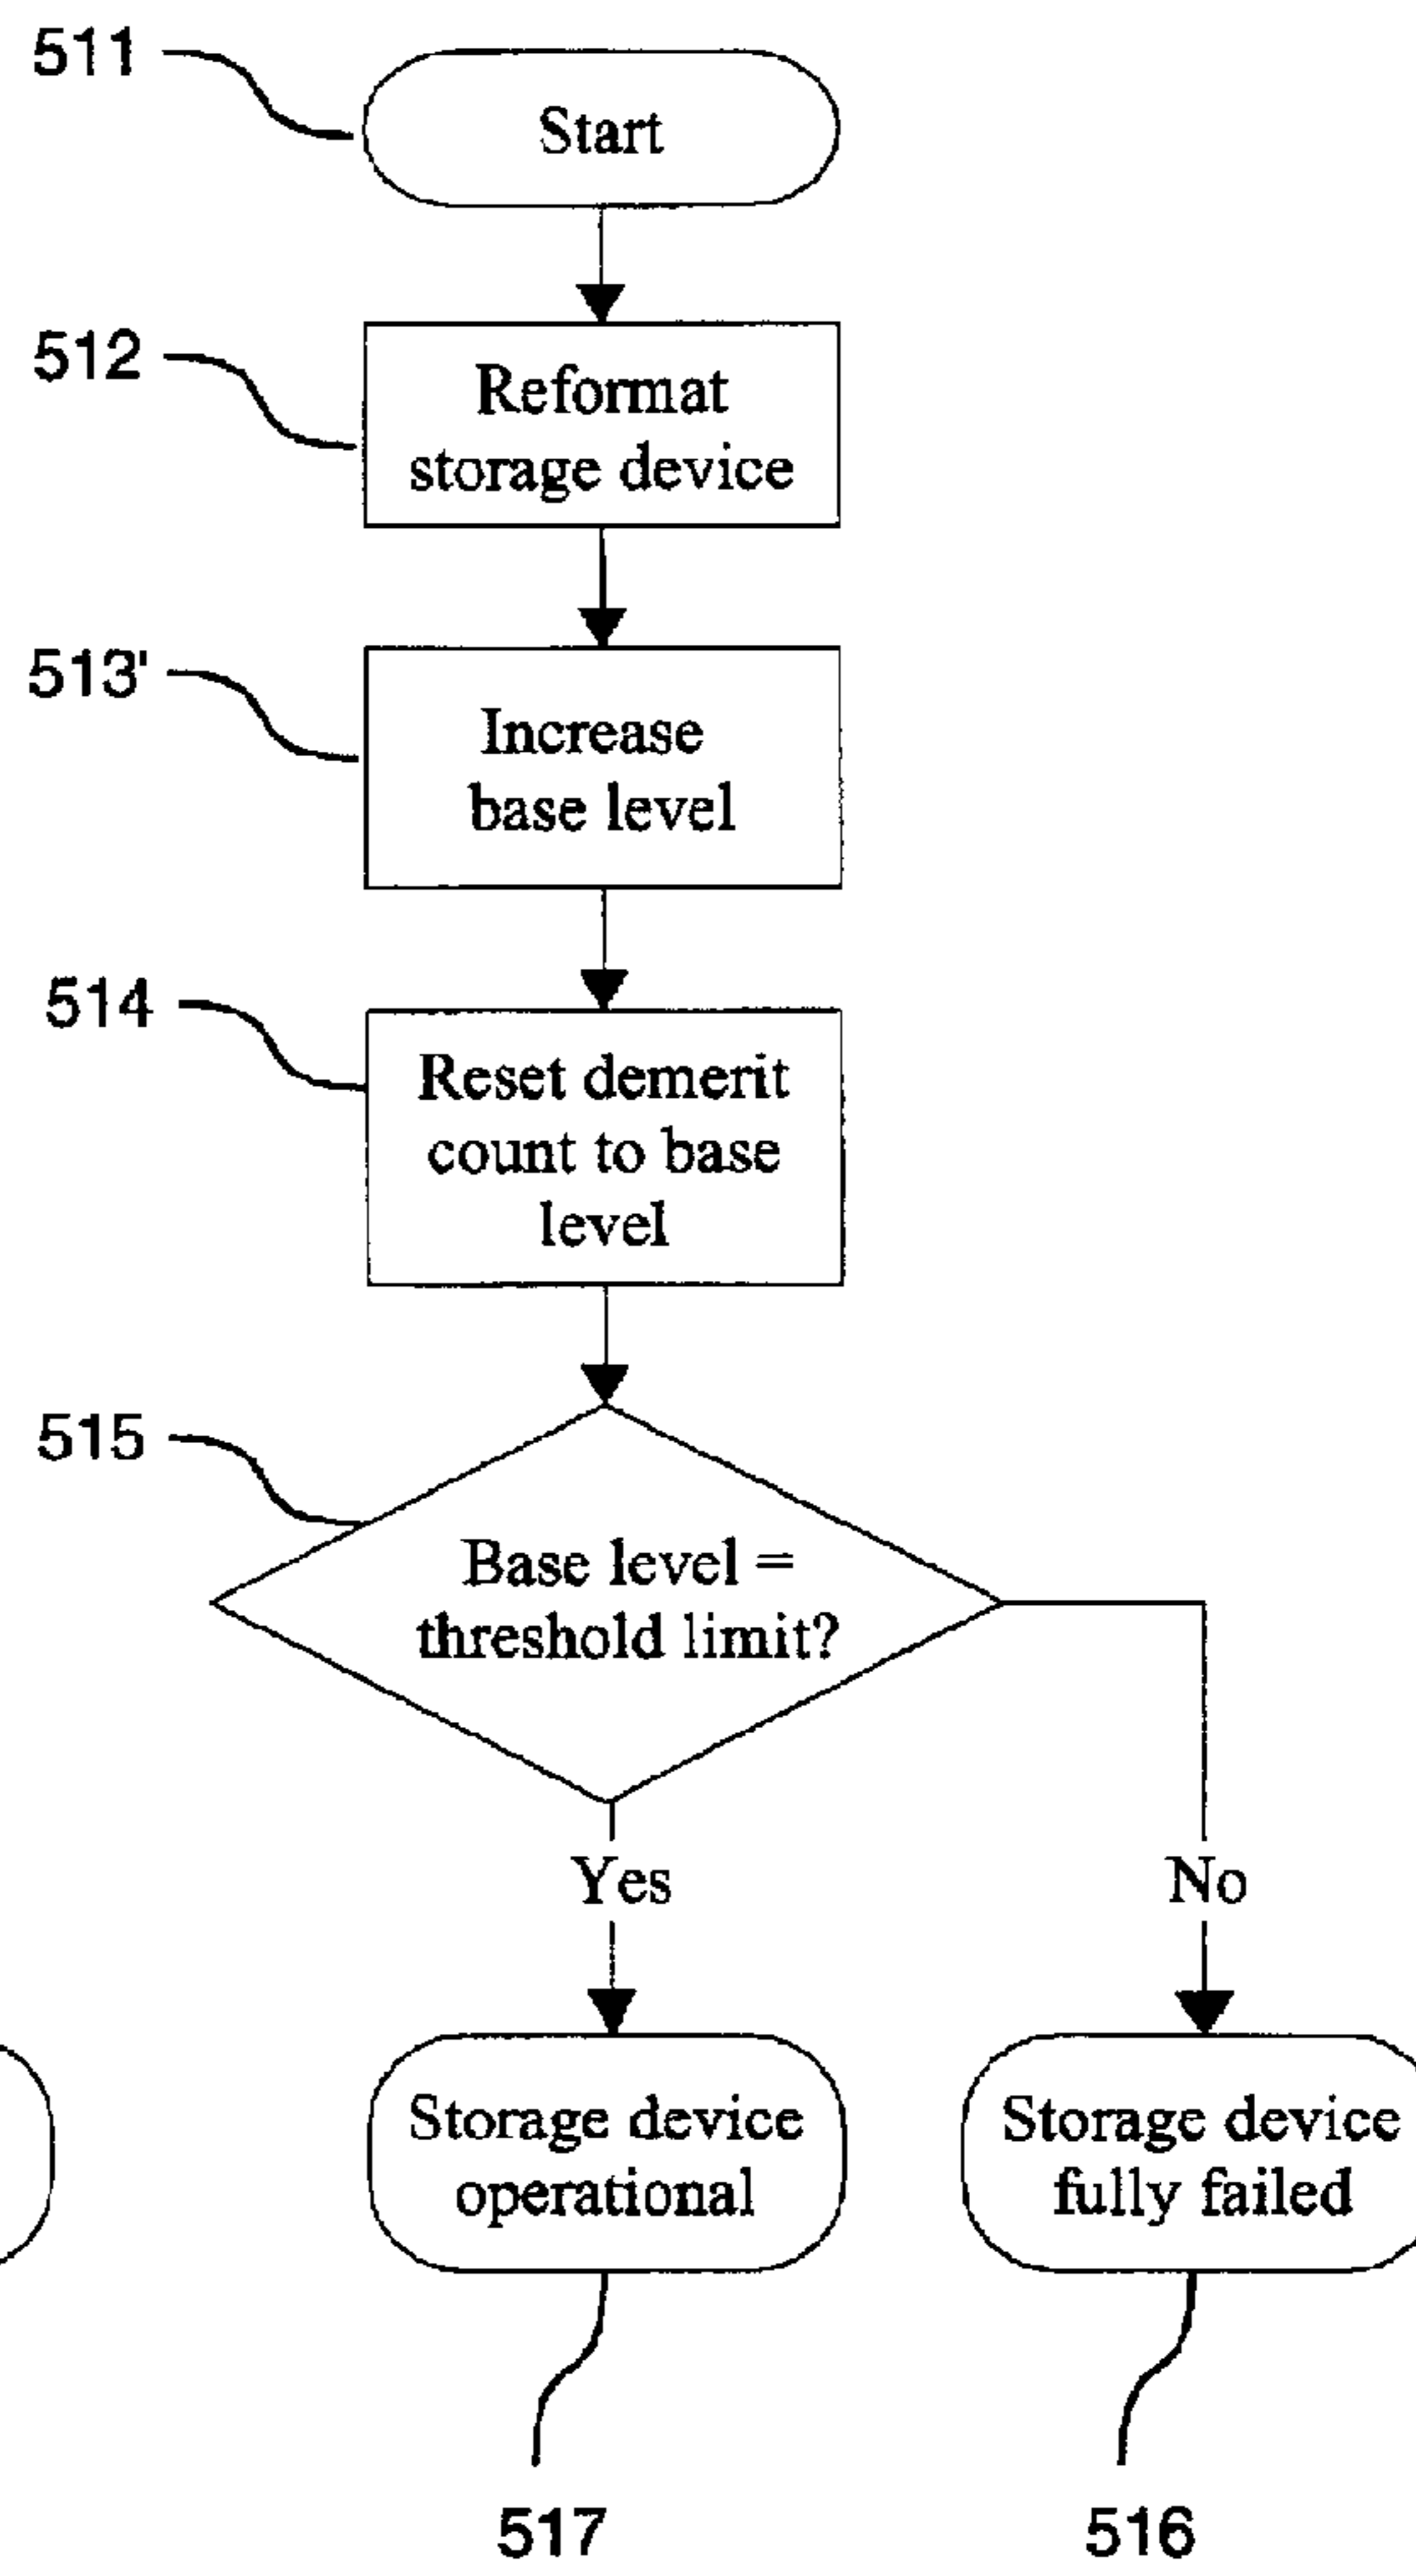 511
Start
512
Reformat
storage device
513'
Increase
base level
514
Reset demerit
count to base
level
515
Base level =
threshold limit?
Yes
No
Storage device
operational
Storage device
fully failed
517
516